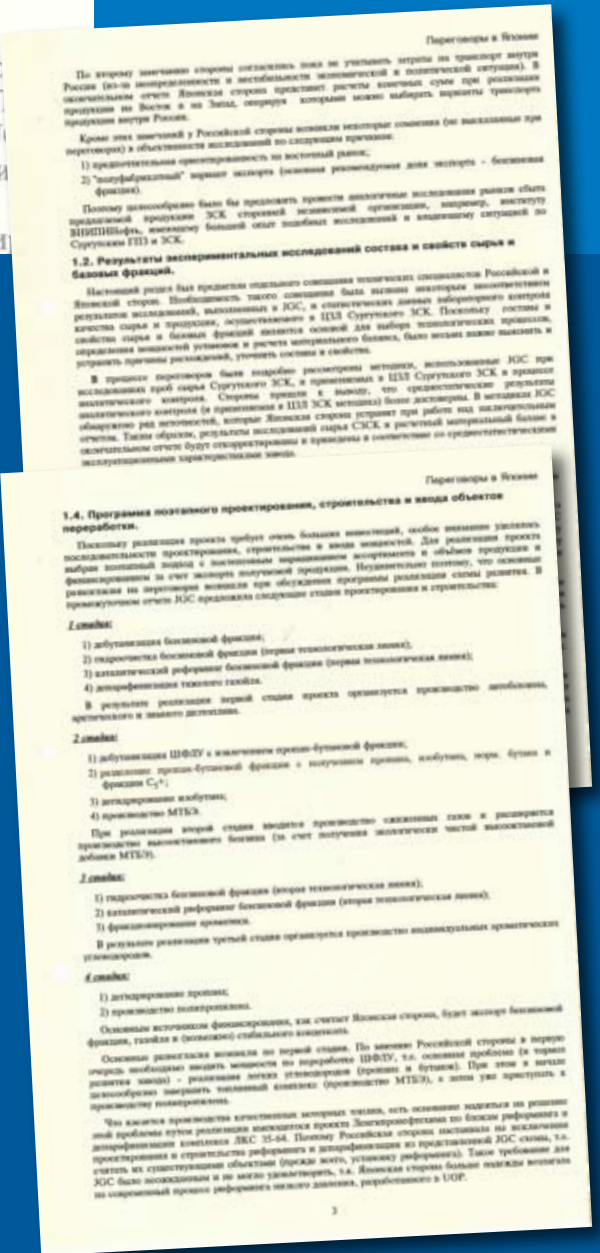 Переговоры в Японии
По второму замечанию стороны согласились пока не учитывать затраты на транспорт внутри
России (из-за неопределенности и нестабильности экономической и политической ситуации). В
окончательном отчете Японская сторона представит расчеты конечных сумм при реализации
продукции на Восток и на Запад, оперируя которыми можно выбирать варианты транспорта
продукции внутри России.
Кроме этих замечаний у Российской стороны возникли некоторые сомнения (не высказанные при
переговорах) в объективности исследований по следующим причинам:
1) предпочтительная ориентированность на восточный рынок;
2) "полуфабрикатный" вариант экспорта (основная рекомендуемая доля экспорта - бензиновая
фракция).
Поэтому целесообразно было бы предложить провести аналогичные исследования рынков сбыта
предлагаемой продукции ЗСК сторонней независимой организации, например, институту
ВНИПИНефть, имеющему большой опыт подобных исследований и владеющему ситуацией по
Сургутским ГПЗ и ЗСК.
1.2. Результаты экспериментальных исследований состава и свойств сырья и
базовых фракций.
Настоящий раздел был предметом отдельного совещания технических специалистов Российской и
Японской сторон. Необходимость такого совещания была вызвана некоторым несоответствием
результатов исследований, выполненных в JGC, и статистических данных лабораторного контроля
качества сырья и продукции, осуществляемого в ЦЗЛ Сургутского ЗСК. Поскольку состава и
свойства сырья и базовых фракций являются основой для выбора технологических процессов,
определения мощностей установок и расчета материального баланса, было весьма важно выяснить и
устранить причины расхождений, уточнить составы и свойства.
В процессе переговоров были подробно рассмотрены методики, использованные JGC при
исследованиях проб сырья Сургутского ЗСК, и применяемых в ЦЗЛ Сургутского ЗСК в процессе
аналитического контроля. Стороны пришли к выводу, что среднестатические результаты
аналитического контроля (и применяемая в ЦЗЛ ЗСК методика) более достоверны. В методиках JGC
обнаружено ряд неточностей, которые Японская сторона устранит при работе над заключительным
отчетом. Таким образом, результаты исследований сырья СЗСК и расчетный материальный баланс в
окончательном отчете будут откорректированы и приведены в соответствие со среднестатистическими
эксплуатационными характеристиками завода.
Переговоры в Японии
1.4. Программа поэтапного проектирования, строительства и ввода объектов
переработки.
Поскольку реализация проекта требует очень больших инвестиций, особое внимание уделялось
последовательности проектирования, строительства и ввода мощностей. Для реализации проекта
выбран поэтапный подход с постепенным наращиванием ассортимента и объёмов продукции и
финансированием за счет экспорта получаемой продукции. Неудивительно поэтому, что основные
разногласия на переговорах возникли при обсуждении программ реализации схемы развития. В
промежуточном отчете JGC предложила следующие стадии проектирования и строительства:
1 стадия:
1) дебутанизация бензиновой фракции;
2) гидроочистка бензиновой фракции (первая технологическая линия);
3) каталитический реформинг бензиновой фракции (первая технологическая линия);
4) депарафинизация тяжелого газойля.
В результате реализации первой стадии проекта организуется производство автобензина,
арктического и зимнего дизтоплива.
2 стадия:
1) дебутанизация ШФЛУ с извлечением пропан-бутановой фракции;
2) разделение пропан-бутановой фракции с получением пропана, изобутана, норм. бутана и
фракции C5+;
3) дегидрирование изобутана;
4) производство МТБЭ.
При реализации второй стадии вводится производство сжиженных газов и расширяется
производство высокооктанового бензина (за счет получения экологически чистой высокооктановой
добавки МТБЭ).
3 стадия:
1) гидроочистка бензиновой фракции (вторая технологическая линия);
2) каталитический реформинг бензиновой фракции (вторая технологическая линия);
3) фракционирование ароматики.
В результате реализации третьей стадии организуется производство индивидуальных ароматических
углеводородов.
4 стадия:
1) дегидрирование пропана;
2) производство полипропилена.
Основным источником финансирования, как считает Японская сторона, будет экспорт бензиновой
фракции, газойля и (возможно) стабильного конденсата.
Основные разногласия возникли по первой стадии. По мнению Российской стороны в первую
очередь необходимо вводить мощности по переработке ШФЛУ, т.к. основная проблема (и тормоз
развития завода) - реализация легких углеводородов (пропана и бутанов). При этом в начале
целесообразно завершить топливный комплекс (производство МТБЭ), а затем уже приступать к
производству полипропилена.
Что касается производства качественных моторных топлив, есть основание надеяться на решение
этой проблемы путем реализации имеющегося проекта Ленгипронефтехима по блокам риформинга и
депарафинизации комплекса ЛКС 35-64. Поэтому Российская сторона настаивала на исключении
проектирования и строительства риформинга и депарафинизации из представленной JGC схемы, т.е.
считать их существующими объектами (прежде всего, установку риформинга). Такое требование для
JGC было неожиданным и не могло удовлетворить, т.к. Японская сторона больше надежды возлагала
на современный процесс риформинга низкого давления, разработанного в UOP.
3